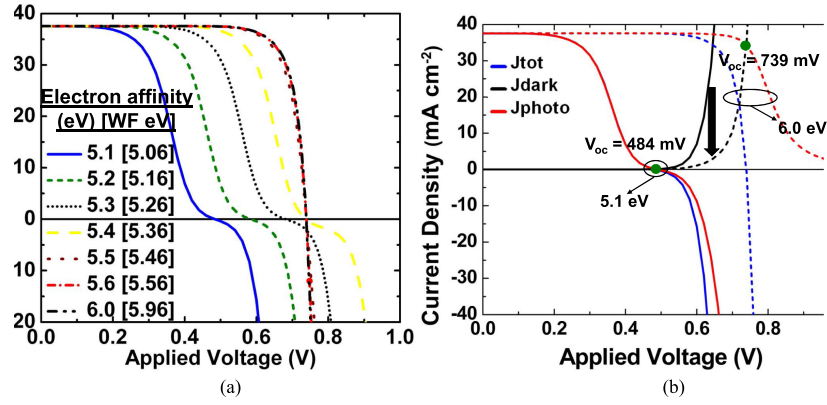 (a)
40
30
20
10
0
10
20
Electron affinity
(eV) [WF eV]
5.1 [5.06]
5.2 [5.16]
5.3 [5.26]
5.4 [5.36]
5.5 [5.46]
5.6 [5.56]
6.0 [5.96]
0.0 0.2 0.4 0.6 0.8 1.0
Applied Voltage (V)
(a)
Current Density (mA cm-2)
40
30
20
10
0
-10
-20
-30
-40
(b)
Jtot
Jdark
Jphoto
Voc = 739 mV
6.0 eV
Voc = 484 mV
5.1 eV
0.0 0.2 0.4 0.6 0.8
Applied Voltage (V)
(b)